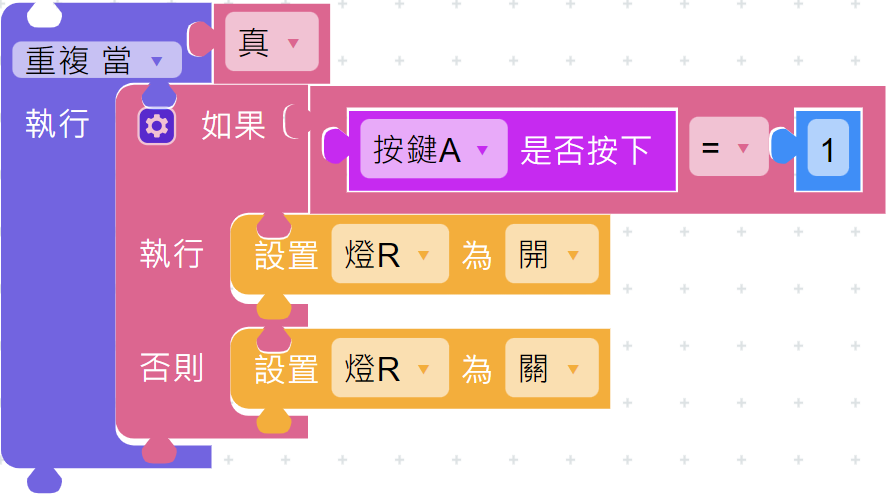 真
重複 當
執行
如果
按鍵A 是否按下 = 1
執行
設置 燈R 為 開
否則
設置 燈R 為 關